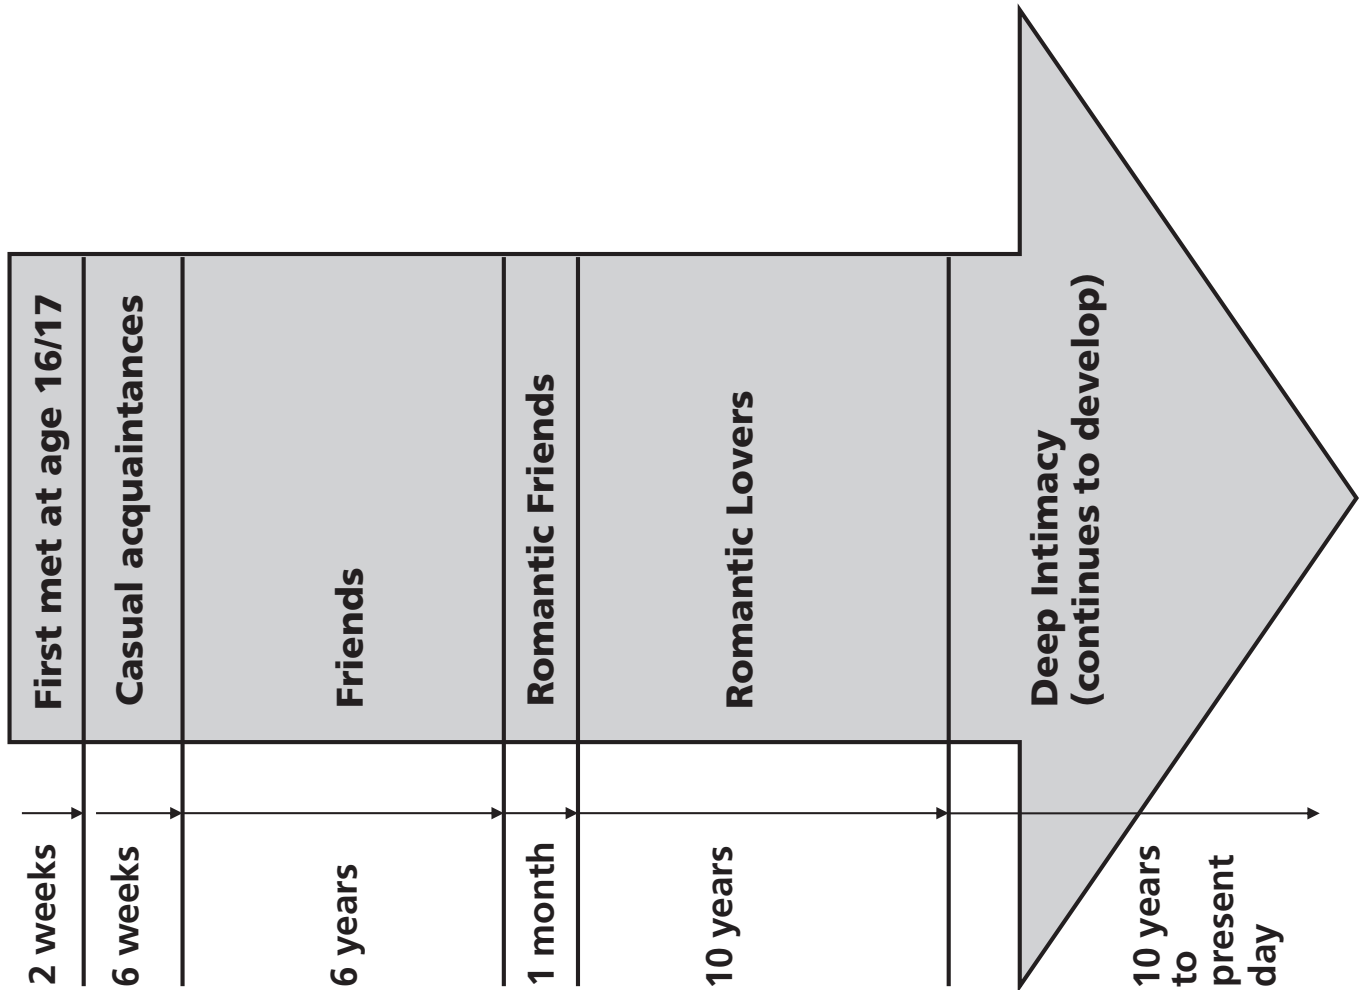 First met at age 16/17
Casual acquaintances
Friends
Romantic Friends
Romantic Lovers
Deep Intimacy
(continues to develop)
2 weeks
6 weeks
6 years
1 month
10 years
10 years
to
present
day